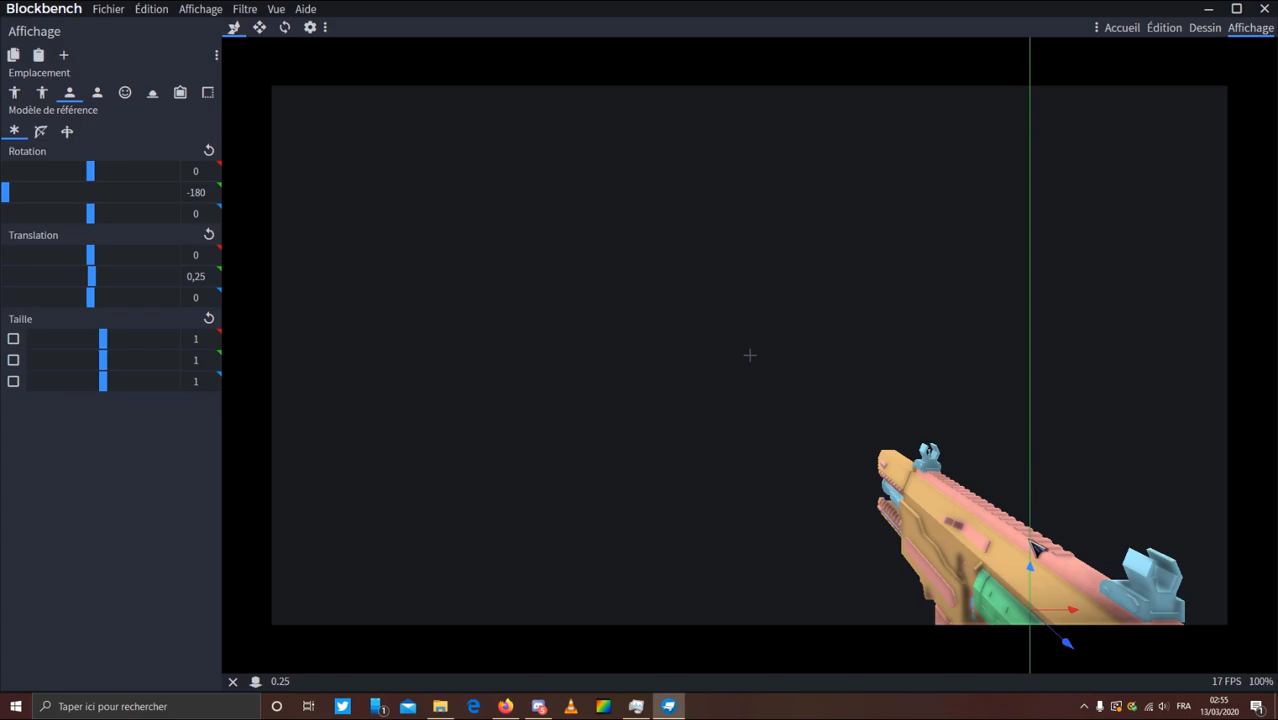 Blockbench Fichier Édition Affichage Filtre Vue Aide
Affichage
Accueil Édition Dessin Affichage
Emplacement
Modèle de référence
Rotation
0
-180
0
Translation
0
0,25
0
Taille
1
1
1
0.25
17 FPS 100%
Taper ici pour rechercher
1
FRA
02:55
13/03/2020
1